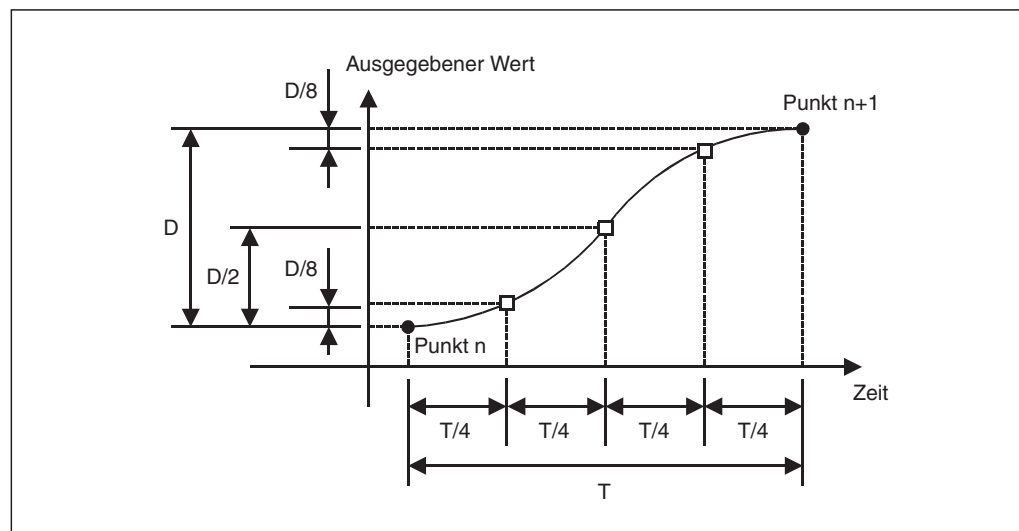 Ausgegebener Wert
D/8
Punkt n+1
D
D/2
D/8
Punkt n
Zeit
T/4
T/4
T/4
T/4
T